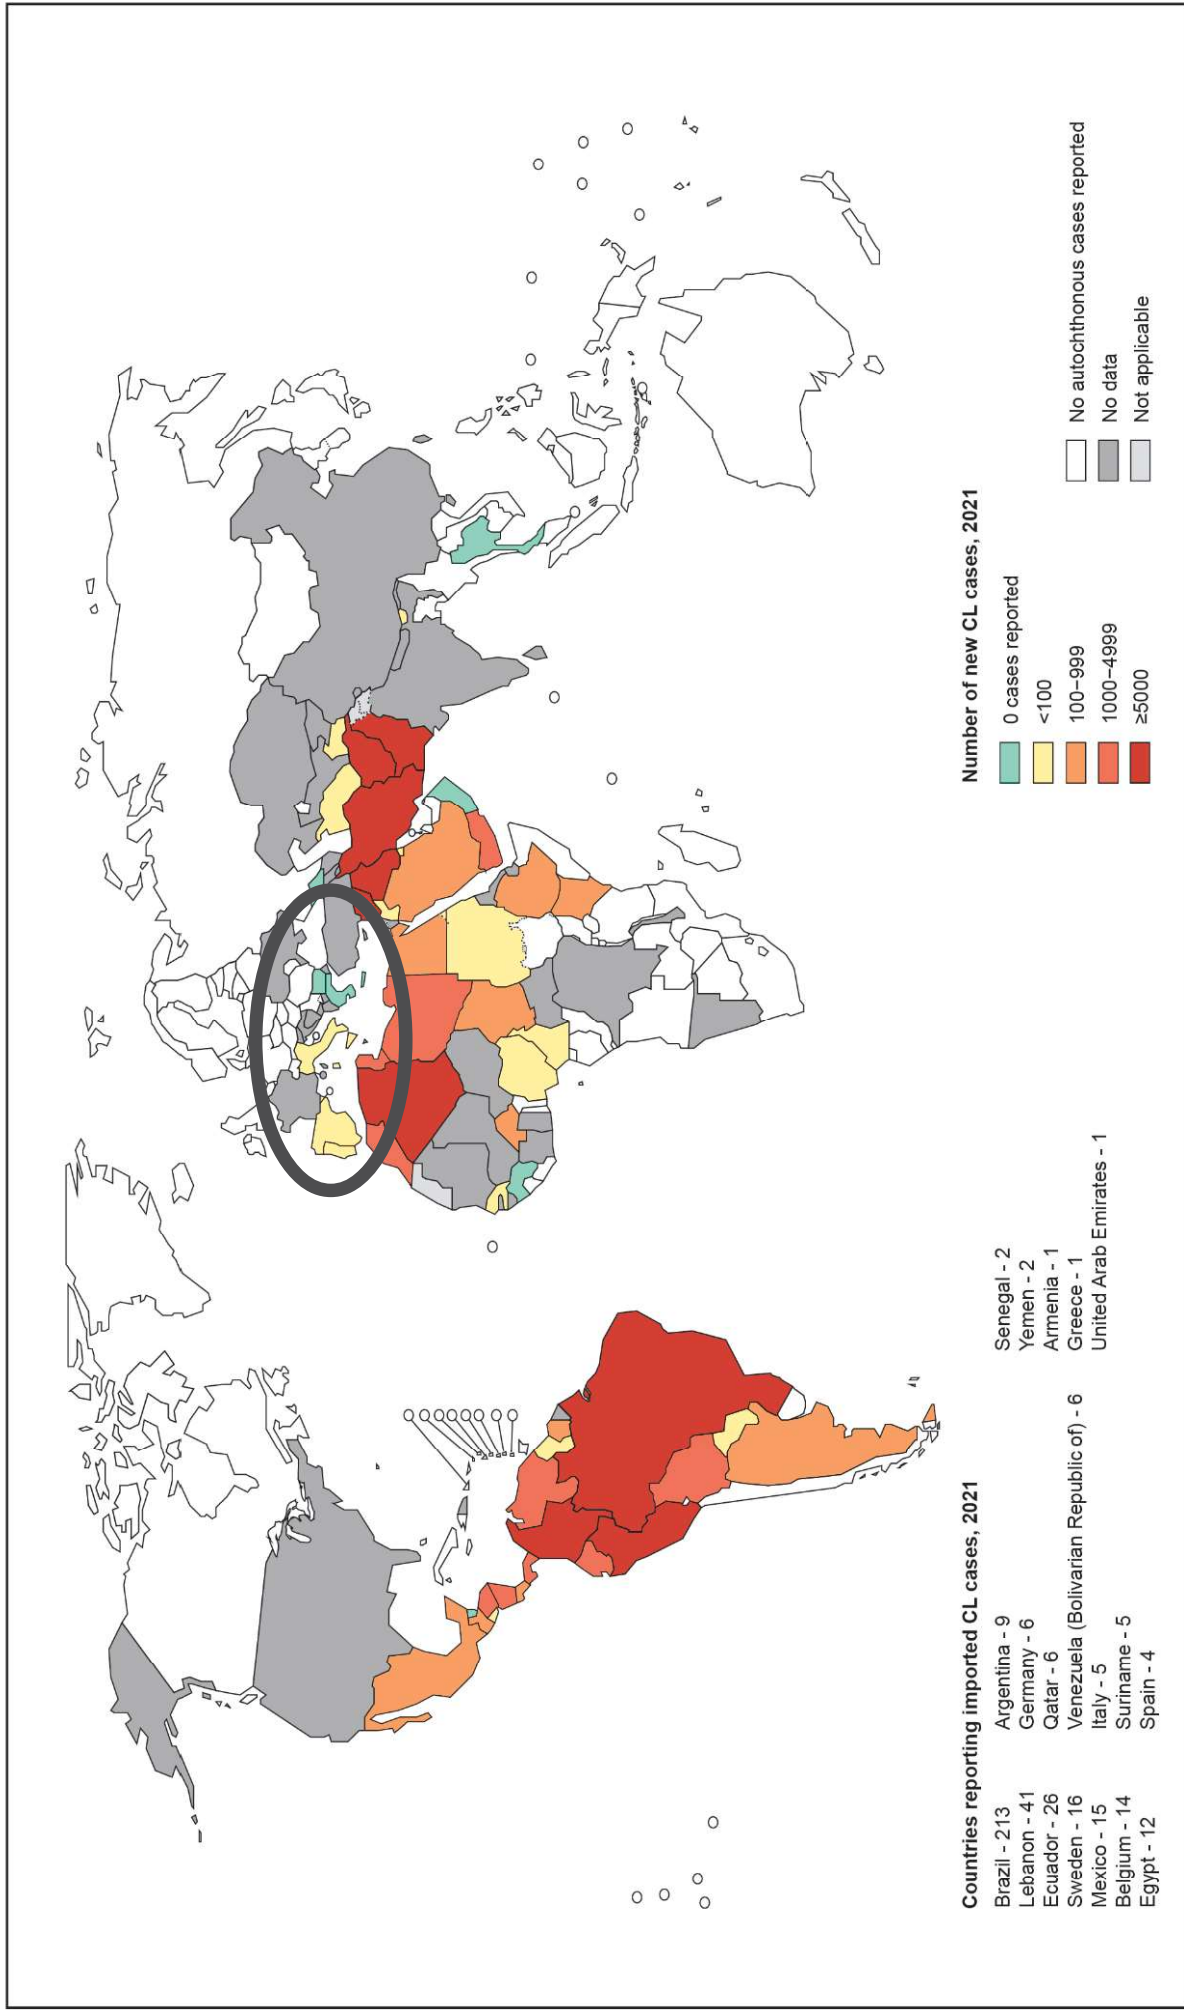 Countries reporting imported CL cases, 2021
Brazil - 213
Lebanon - 41
Ecuador - 26
Sweden - 16
Mexico - 15
Belgium - 14
Egypt - 12
Argentina - 9
Germany - 6
Qatar - 6
Venezuela (Bolivarian Republic of) - 6
Italy - 5
Suriname - 5
Spain - 4
Senegal - 2
Yemen - 2
Armenia - 1
Greece - 1
United Arab Emirates - 1
Number of new CL cases, 2021
0 cases reported
<100
100–999
1000–4999
≥5000
No autochthonous cases reported
No data
Not applicable